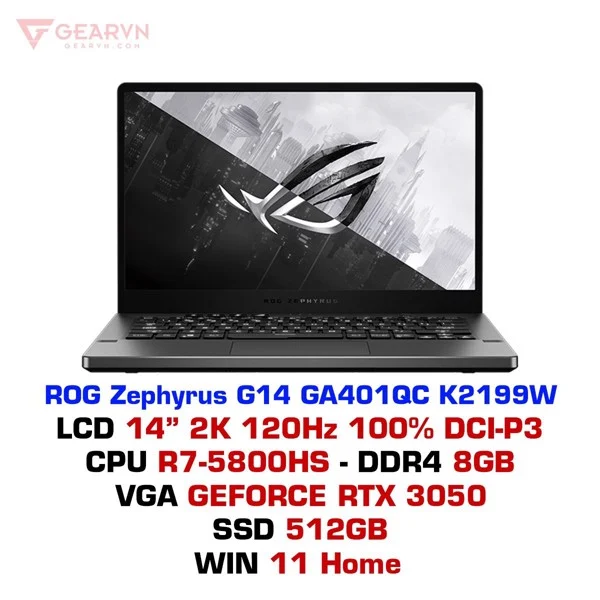 GEARVN
GEARVN.COM
ROG ZEPHYRUS
ROG Zephyrus G14 GA401QC K2199W
LCD 14” 2K 120Hz 100% DCI-P3
CPU R7-5800HS - DDR4 8GB
VGA GEFORCE RTX 3050
SSD 512GB
WIN 11 Home